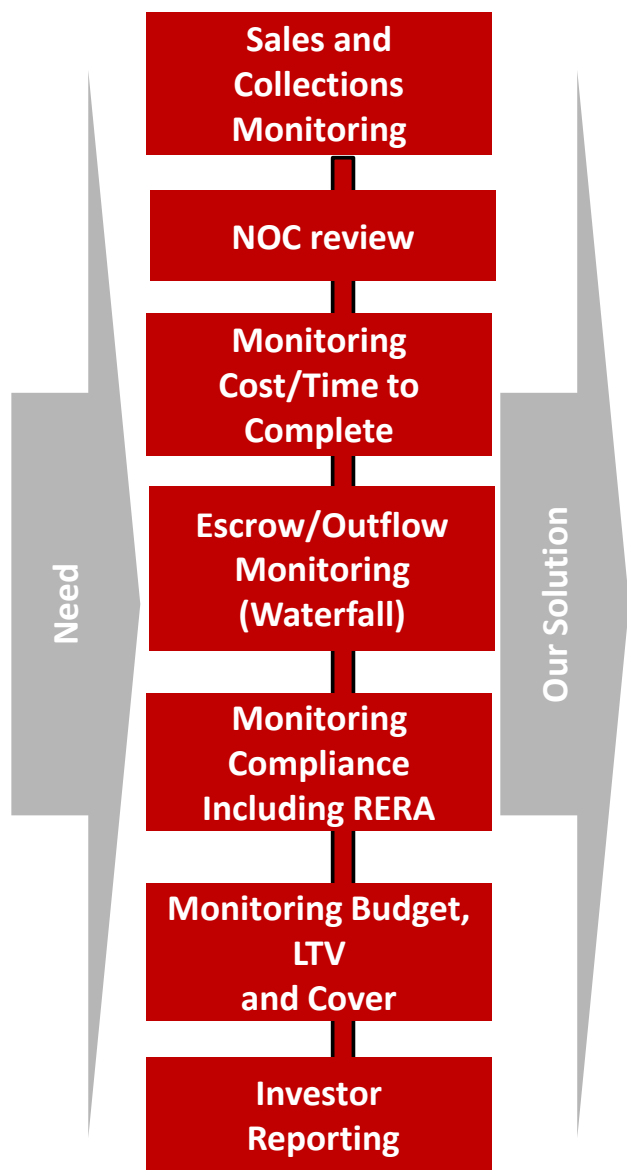 Sales and
Collections
Monitoring
NOC review
Monitoring
Cost/Time to
Complete
Escrow/Outflow
Monitoring
(Waterfall)
Monitoring
Compliance
Including RERA
Monitoring Budget,
LTV
and Cover
Investor
Reporting
Need
Our Solution